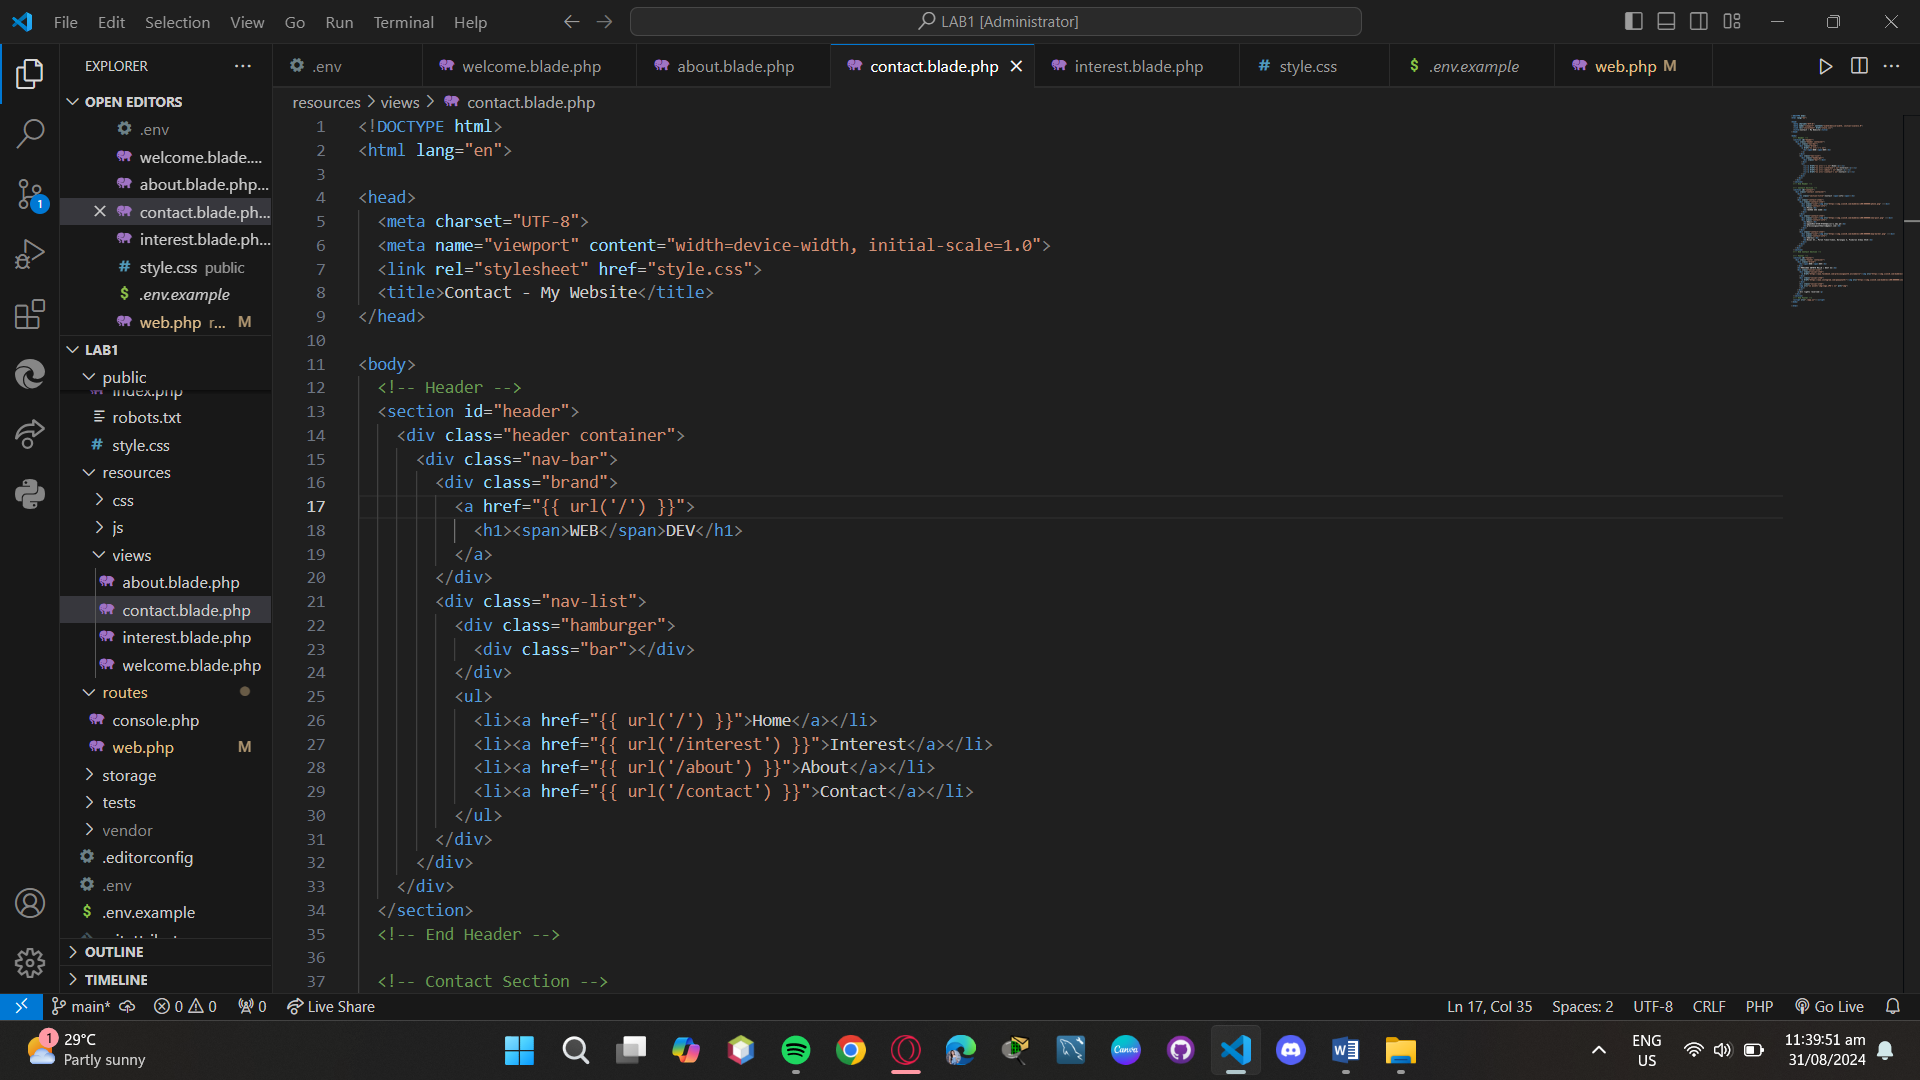 File Edit Selection View Go Run Terminal Help
LAB1 [Administrator]
EXPLORER
OPEN EDITORS
.env
welcome.blade....
about.blade.php...
contact.blade.ph...
interest.blade.ph...
style.css public
.env.example
web.php r... M
LAB1
public
index.php
robots.txt
style.css
resources
css
js
views
about.blade.php
contact.blade.php
interest.blade.php
welcome.blade.php
routes
console.php
web.php M
storage
tests
vendor
.editorconfig
.env
.env.example
OUTLINE
TIMELINE
1
.env welcome.blade.php about.blade.php contact.blade.php interest.blade.php style.css .env.example web.php M
resources > views > contact.blade.php
1 <!DOCTYPE html>
2 <html lang="en">
3
4 <head>
5 <meta charset="UTF-8">
6 <meta name="viewport" content="width=device-width, initial-scale=1.0">
7 <link rel="stylesheet" href="style.css">
8 <title>Contact - My Website</title>
9 </head>
10
11 <body>
12 <!-- Header -->
13 <section id="header">
14 <div class="header container">
15 <div class="nav-bar">
16 <div class="brand">
17 <a href="{{ url('/') }}">
18 <h1><span>WEB</span>DEV</h1>
19 </a>
20 </div>
21 <div class="nav-list">
22 <div class="hamburger">
23 <div class="bar"></div>
24 </div>
25 <ul>
26 <li><a href="{{ url('/') }}">Home</a></li>
27 <li><a href="{{ url('/interest') }}">Interest</a></li>
28 <li><a href="{{ url('/about') }}">About</a></li>
29 <li><a href="{{ url('/contact') }}">Contact</a></li>
30 </ul>
31 </div>
32 </div>
33 </div>
34 </section>
35 <!-- End Header -->
36
37 <!-- Contact Section -->
main* 0 0 0 Live Share
Ln 17, Col 35 Spaces: 2 UTF-8 CRLF PHP Go Live
1
29°C
Partly sunny
Canva
ENG
US
11:39:51 am
31/08/2024